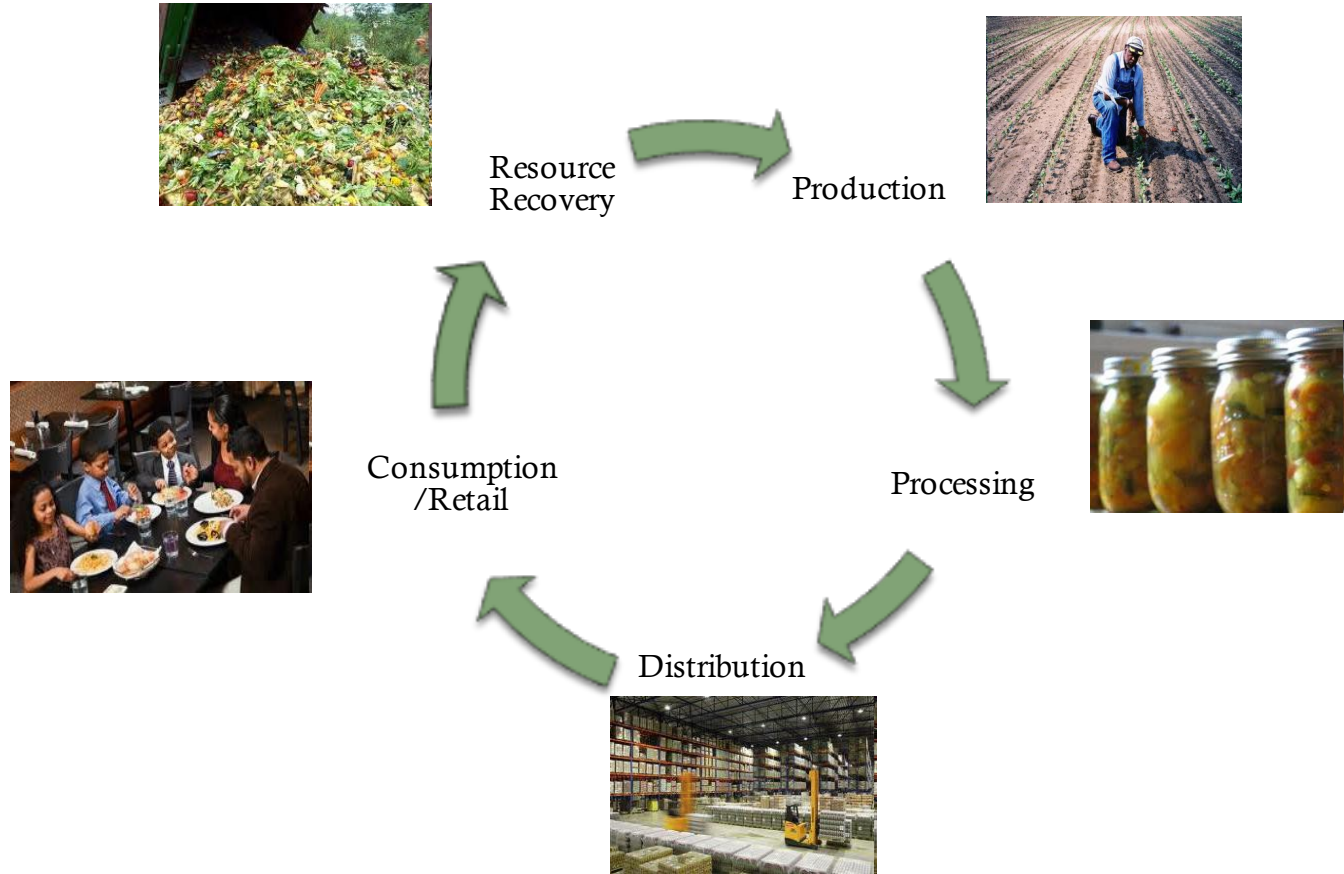 Resource
Recovery
Production
Processing
Distribution
Consumption
/Retail